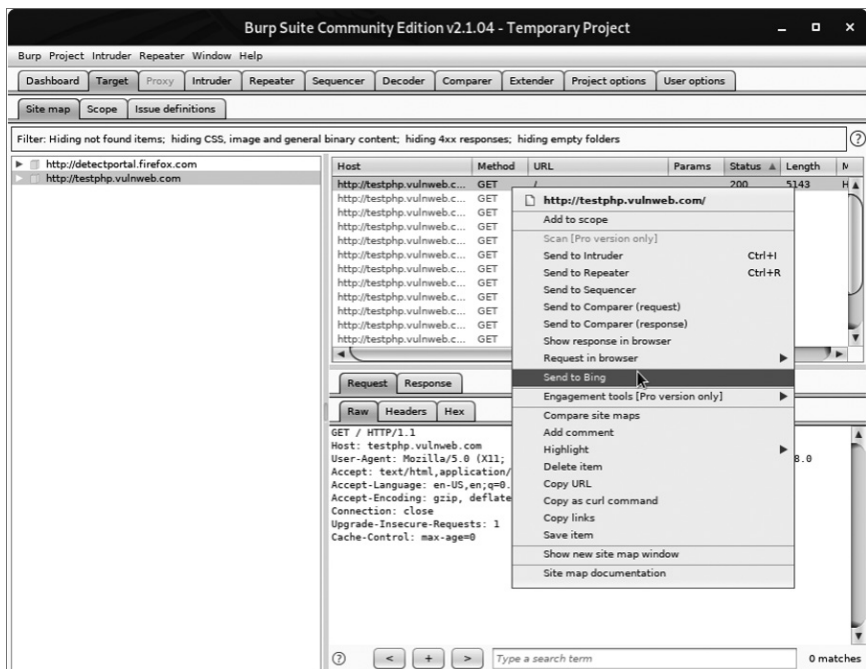 Burp Suite Community Edition v2.1.04 - Temporary Project
Burp Project Intruder Repeater Window Help
Dashboard Target Proxy Intruder Repeater Sequencer Decoder Comparer Extender Project options User options
Site map Scope Issue definitions
Filter: Hiding not found items; hiding CSS, image and general binary content; hiding 4xx responses; hiding empty folders
http://detectportal.firefox.com
http://testphp.vulnweb.com
Host Method URL Params Status Length M
http://testphp.vulnweb.c... GET / 200 5143 H
http://testphp.vulnweb.c... GET
http://testphp.vulnweb.c... GET
http://testphp.vulnweb.c... GET
http://testphp.vulnweb.c... GET
http://testphp.vulnweb.c... GET
http://testphp.vulnweb.c... GET
http://testphp.vulnweb.c... GET
http://testphp.vulnweb.c... GET
http://testphp.vulnweb.c... GET
http://testphp.vulnweb.c... GET
http://testphp.vulnweb.c... GET
http://testphp.vulnweb.com/
Add to scope
Scan [Pro version only]
Send to Intruder Ctrl+I
Send to Repeater Ctrl+R
Send to Sequencer
Send to Comparer (request)
Send to Comparer (response)
Show response in browser
Request in browser
Send to Bing
Engagement tools [Pro version only]
Compare site maps
Add comment
Highlight
Delete item
Copy URL
Copy as curl command
Copy links
Save item
Show new site map window
Site map documentation
Request Response
Raw Headers Hex
GET / HTTP/1.1
Host: testphp.vulnweb.com
User-Agent: Mozilla/5.0 (X11; 8.0
Accept: text/html,application/
Accept-Language: en-US,en;q=0.
Accept-Encoding: gzip, deflate
Connection: close
Upgrade-Insecure-Requests: 1
Cache-Control: max-age=0
? < + > Type a search term 0 matches